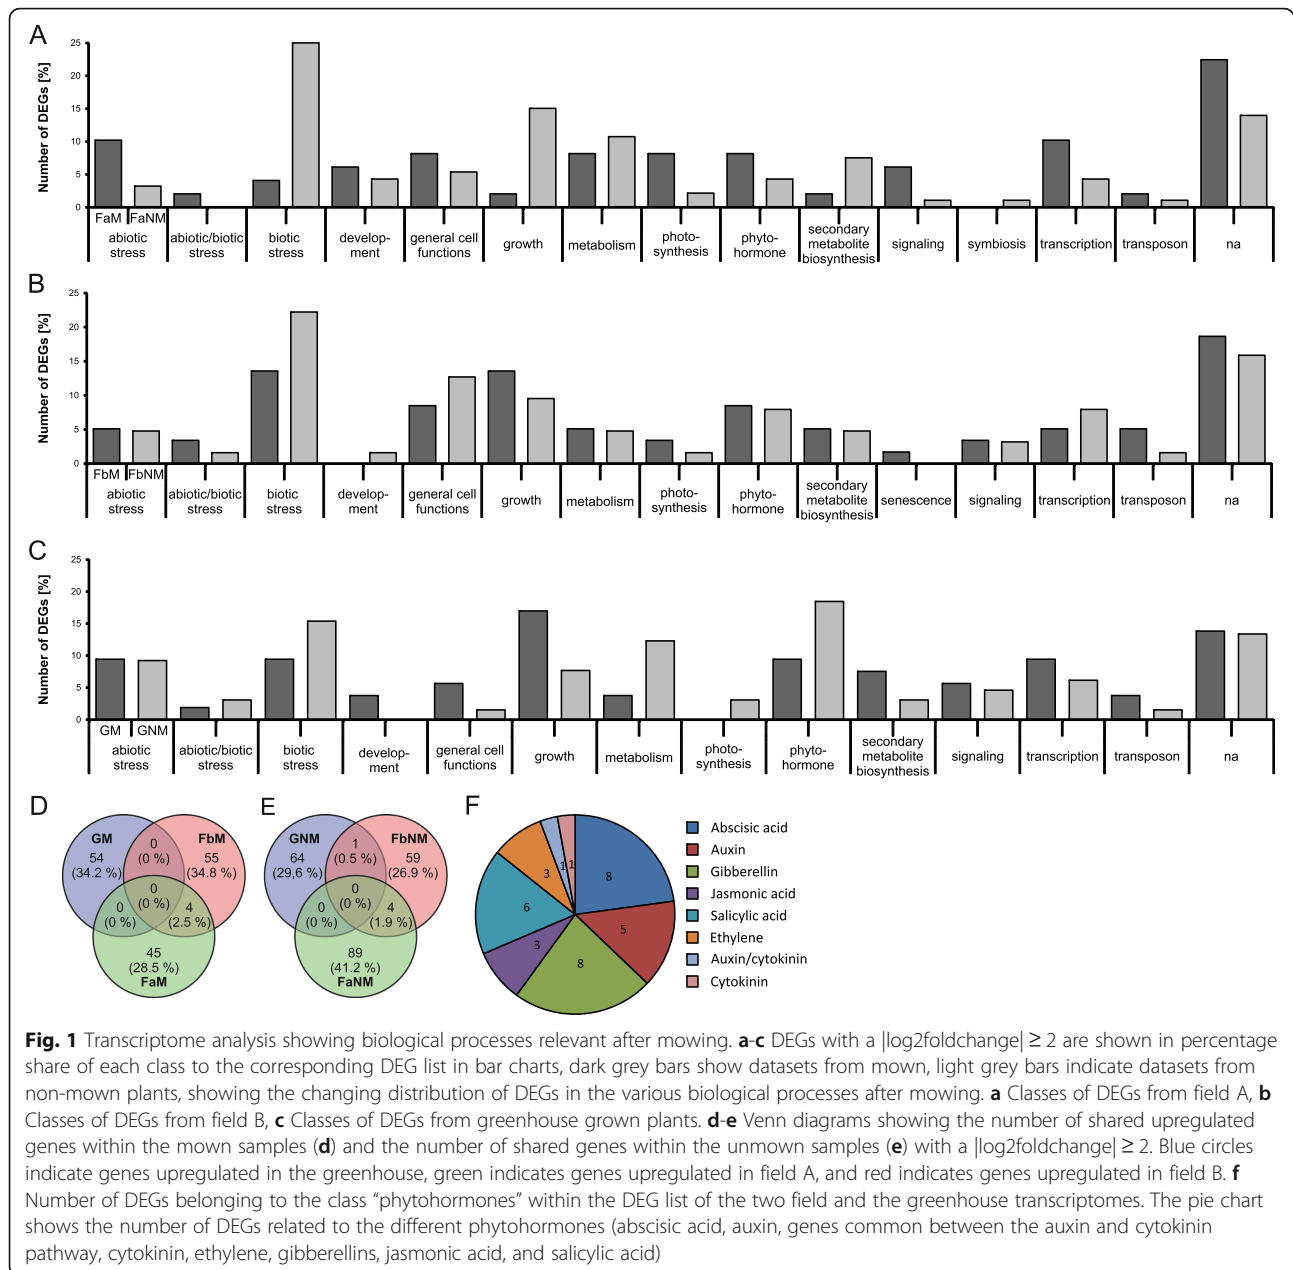 A
Number of DEGs [%]
25
20
15
10
5
0
FaM FaNM
abiotic stress
abiotic/biotic stress
biotic stress
develop-ment
general cell functions
growth
metabolism
photo-synthesis
phyto-hormone
secondary metabolite biosynthesis
signaling
symbiosis
transcription
transposon
na
B
Number of DEGs [%]
25
20
15
10
5
0
FbM FbNM
abiotic stress
abiotic/biotic stress
biotic stress
develop-ment
general cell functions
growth
metabolism
photo-synthesis
phyto-hormone
secondary metabolite biosynthesis
senescence
signaling
transcription
transposon
na
C
Number of DEGs [%]
25
20
15
10
5
0
GM GNM
abiotic stress
abiotic/biotic stress
biotic stress
develop-ment
general cell functions
growth
metabolism
photo-synthesis
phyto-hormone
secondary metabolite biosynthesis
signaling
transcription
transposon
na
D
GM
54
(34.2 %)
0
(0 %)
FbM
55
(34.8 %)
0
(0 %)
0
(0 %)
4
(2.5 %)
45
(28.5 %)
FaM
E
GNM
64
(29,6 %)
1
(0.5 %)
FbNM
59
(26.9 %)
0
(0 %)
0
(0 %)
4
(1.9 %)
89
(41.2 %)
FaNM
F
8
5
8
3
6
3
1
1
Abscisic acid
Auxin
Gibberellin
Jasmonic acid
Salicylic acid
Ethylene
Auxin/cytokinin
Cytokinin
Fig. 1 Transcriptome analysis showing biological processes relevant after mowing. a-c DEGs with a |log2foldchange| ≥ 2 are shown in percentage
share of each class to the corresponding DEG list in bar charts, dark grey bars show datasets from mown, light grey bars indicate datasets from
non-mown plants, showing the changing distribution of DEGs in the various biological processes after mowing. a Classes of DEGs from field A, b
Classes of DEGs from field B, c Classes of DEGs from greenhouse grown plants. d-e Venn diagrams showing the number of shared upregulated
genes within the mown samples (d) and the number of shared genes within the unmown samples (e) with a |log2foldchange| ≥ 2. Blue circles
indicate genes upregulated in the greenhouse, green indicates genes upregulated in field A, and red indicates genes upregulated in field B. f
Number of DEGs belonging to the class “phytohormones” within the DEG list of the two field and the greenhouse transcriptomes. The pie chart
shows the number of DEGs related to the different phytohormones (abscisic acid, auxin, genes common between the auxin and cytokinin
pathway, cytokinin, ethylene, gibberellins, jasmonic acid, and salicylic acid)